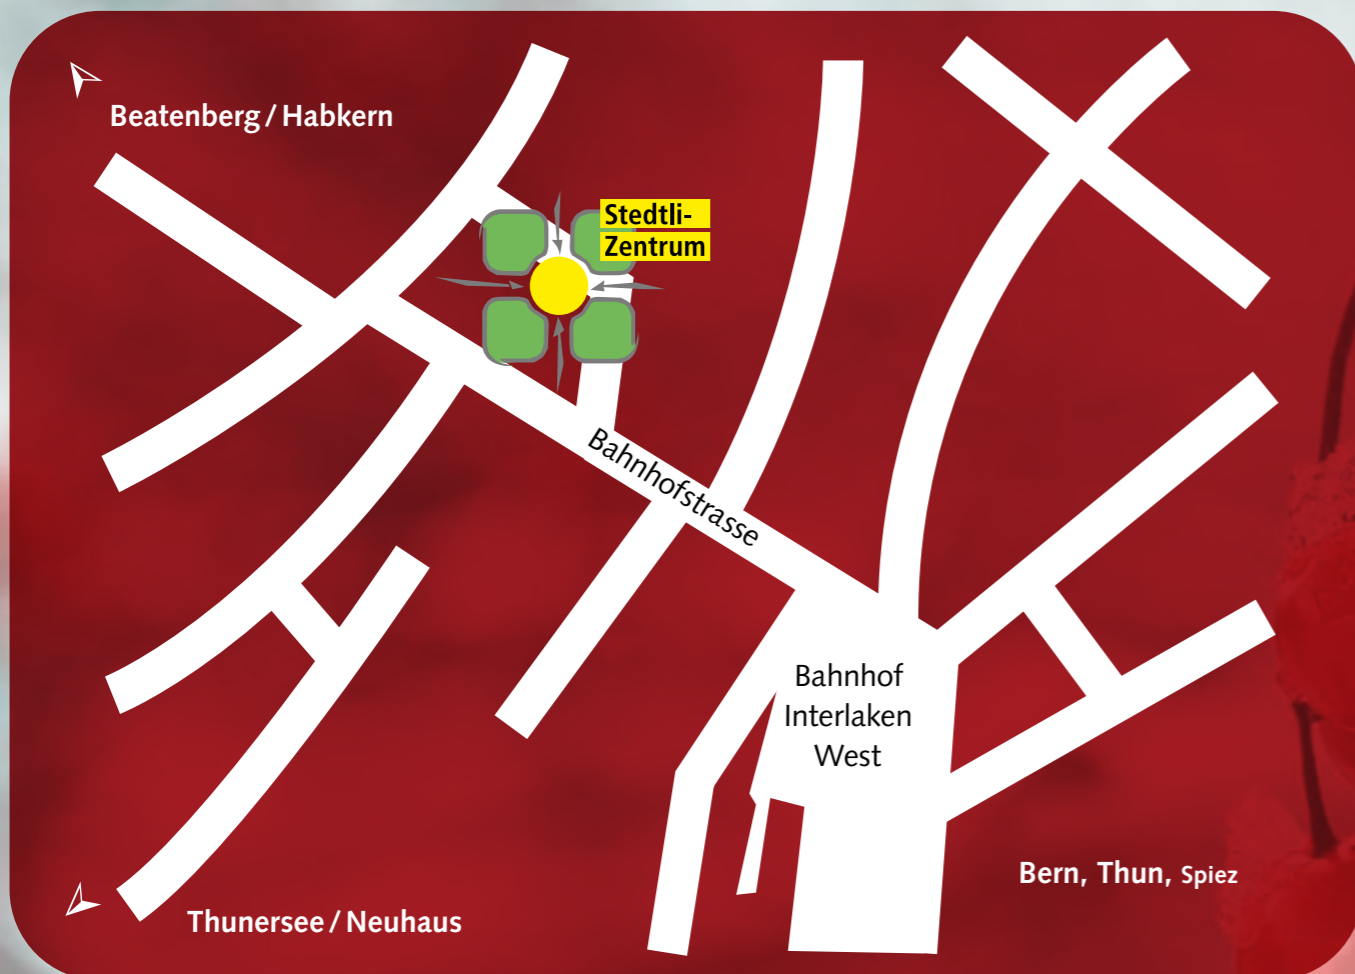 Beatenberg / Habkern
Stedtli-
Zentrum
Bahnhofstrasse
Bahnhof
Interlaken
West
Bern, Thun, Spiez
Thunersee / Neuhaus